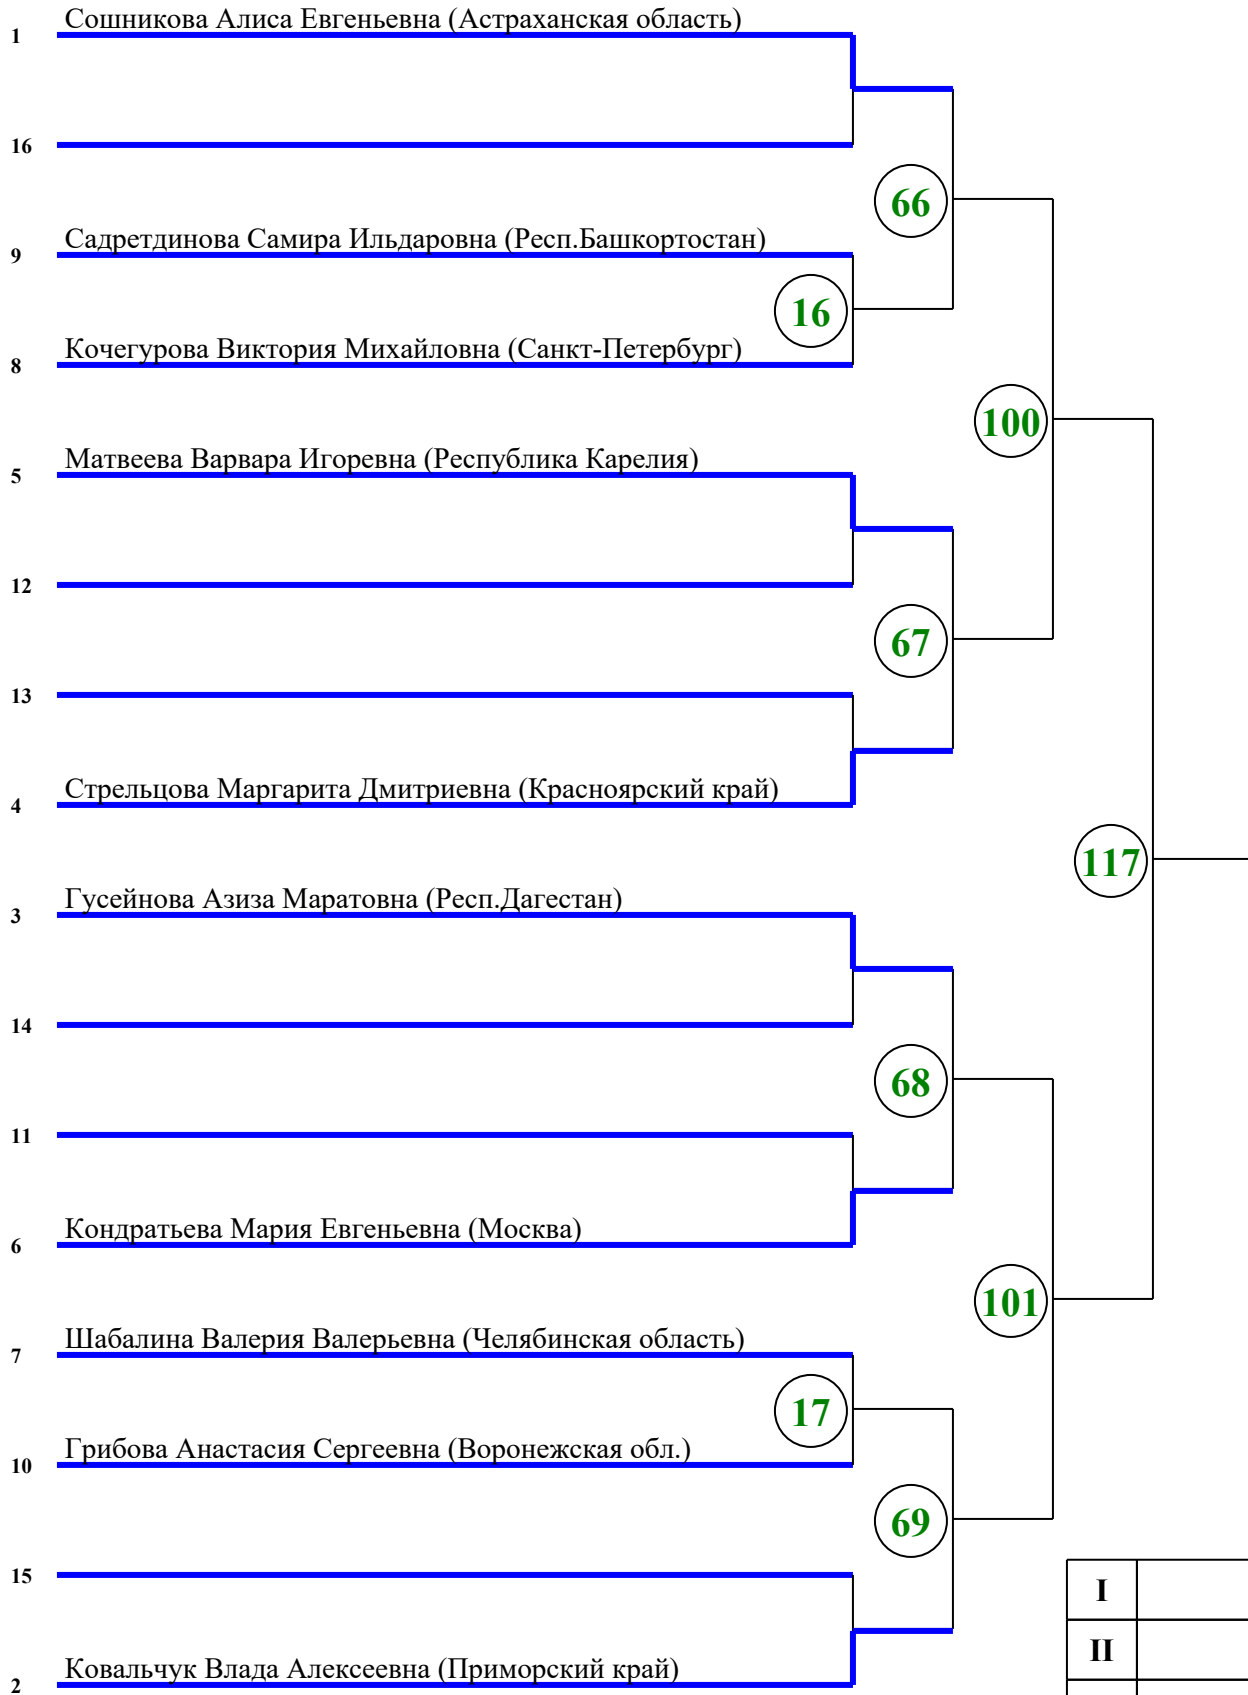 Сошникова Алиса Евгеньевна (Астраханская область)
1
16
66
Садретдинова Самира Ильдаровна (Респ.Башкортостан)
9
16
Кочегурова Виктория Михайловна (Санкт-Петербург)
8
100
Матвеева Варвара Игоревна (Республика Карелия)
5
12
67
13
Стрельцова Маргарита Дмитриевна (Красноярский край)
4
117
Гусейнова Азиза Маратовна (Респ.Дагестан)
3
14
68
11
Кондратьева Мария Евгеньевна (Москва)
6
101
Шабалина Валерия Валерьевна (Челябинская область)
7
17
Грибова Анастасия Сергеевна (Воронежская обл.)
10
69
15
I
II
Ковальчук Влада Алексеевна (Приморский край)
2